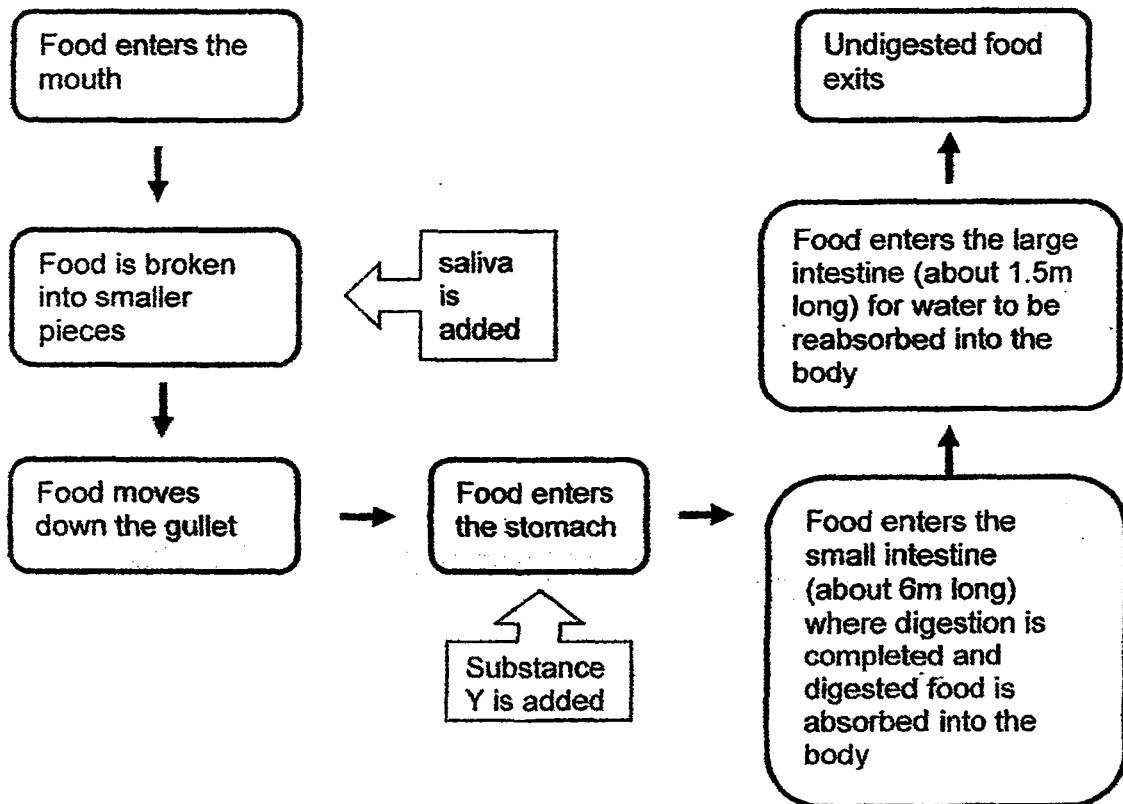 Food enters the
mouth
Food is broken
into smaller
pieces
saliva
is
added
Food moves
down the gullet
Food enters
the stomach
Substance
Y is added
Food enters the
small intestine
(about 6m long)
where digestion is
completed and
digested food is
absorbed into the
body
Food enters the large
intestine (about 1.5m
long) for water to be
reabsorbed into the
body
Undigested food
exits